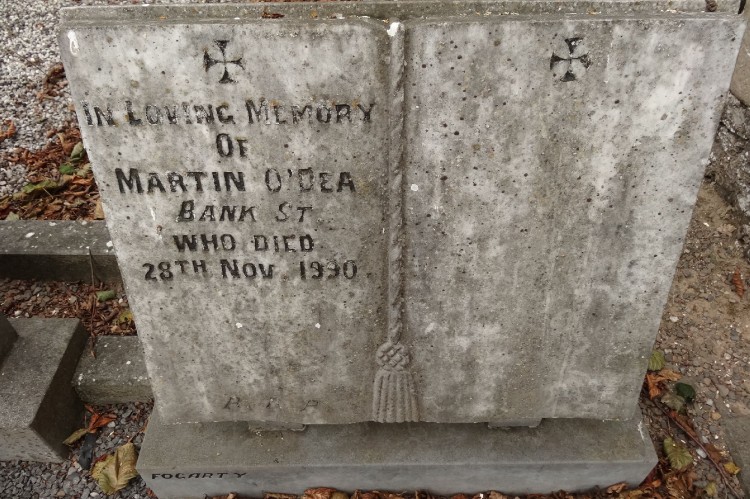 IN LOVING MEMORY
OF
MARTIN O'DEA
BANK ST
WHO DIED
28TH NOV. 1990
R.I.P.
FOGARTY